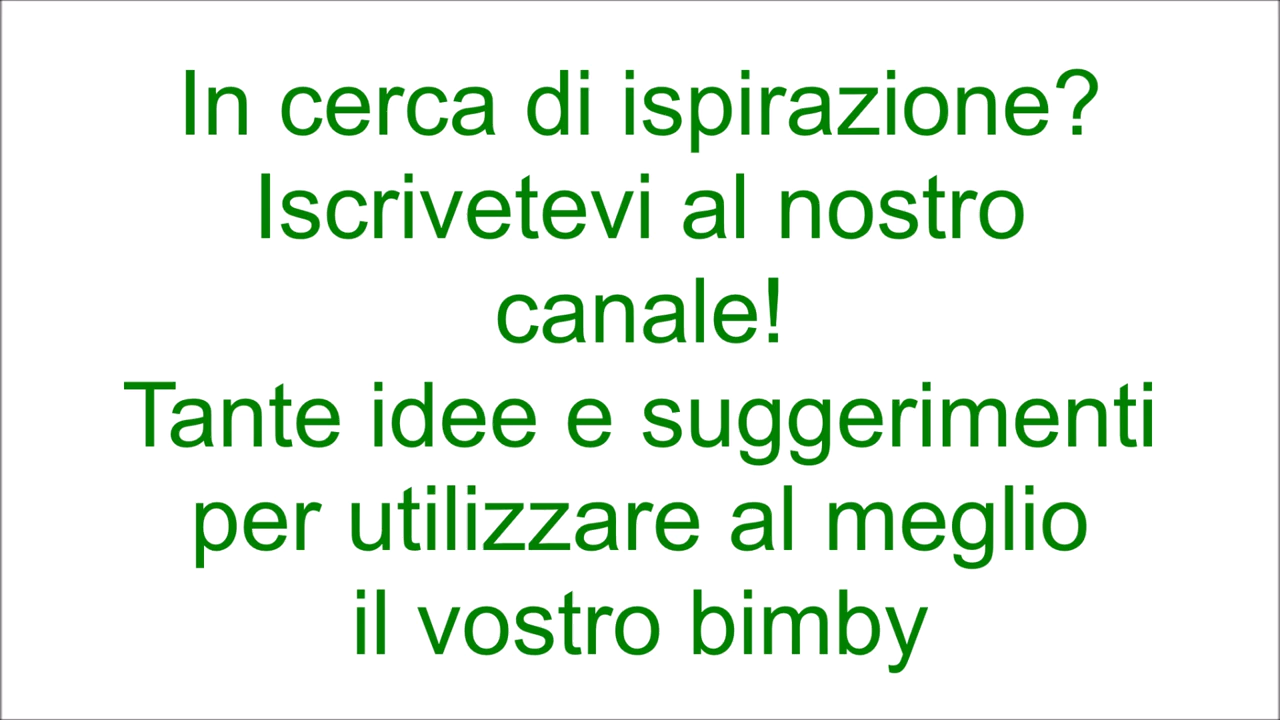 In cerca di ispirazione?
Iscrivetevi al nostro
canale!
Tante idee e suggerimenti
per utilizzare al meglio
il vostro bimby